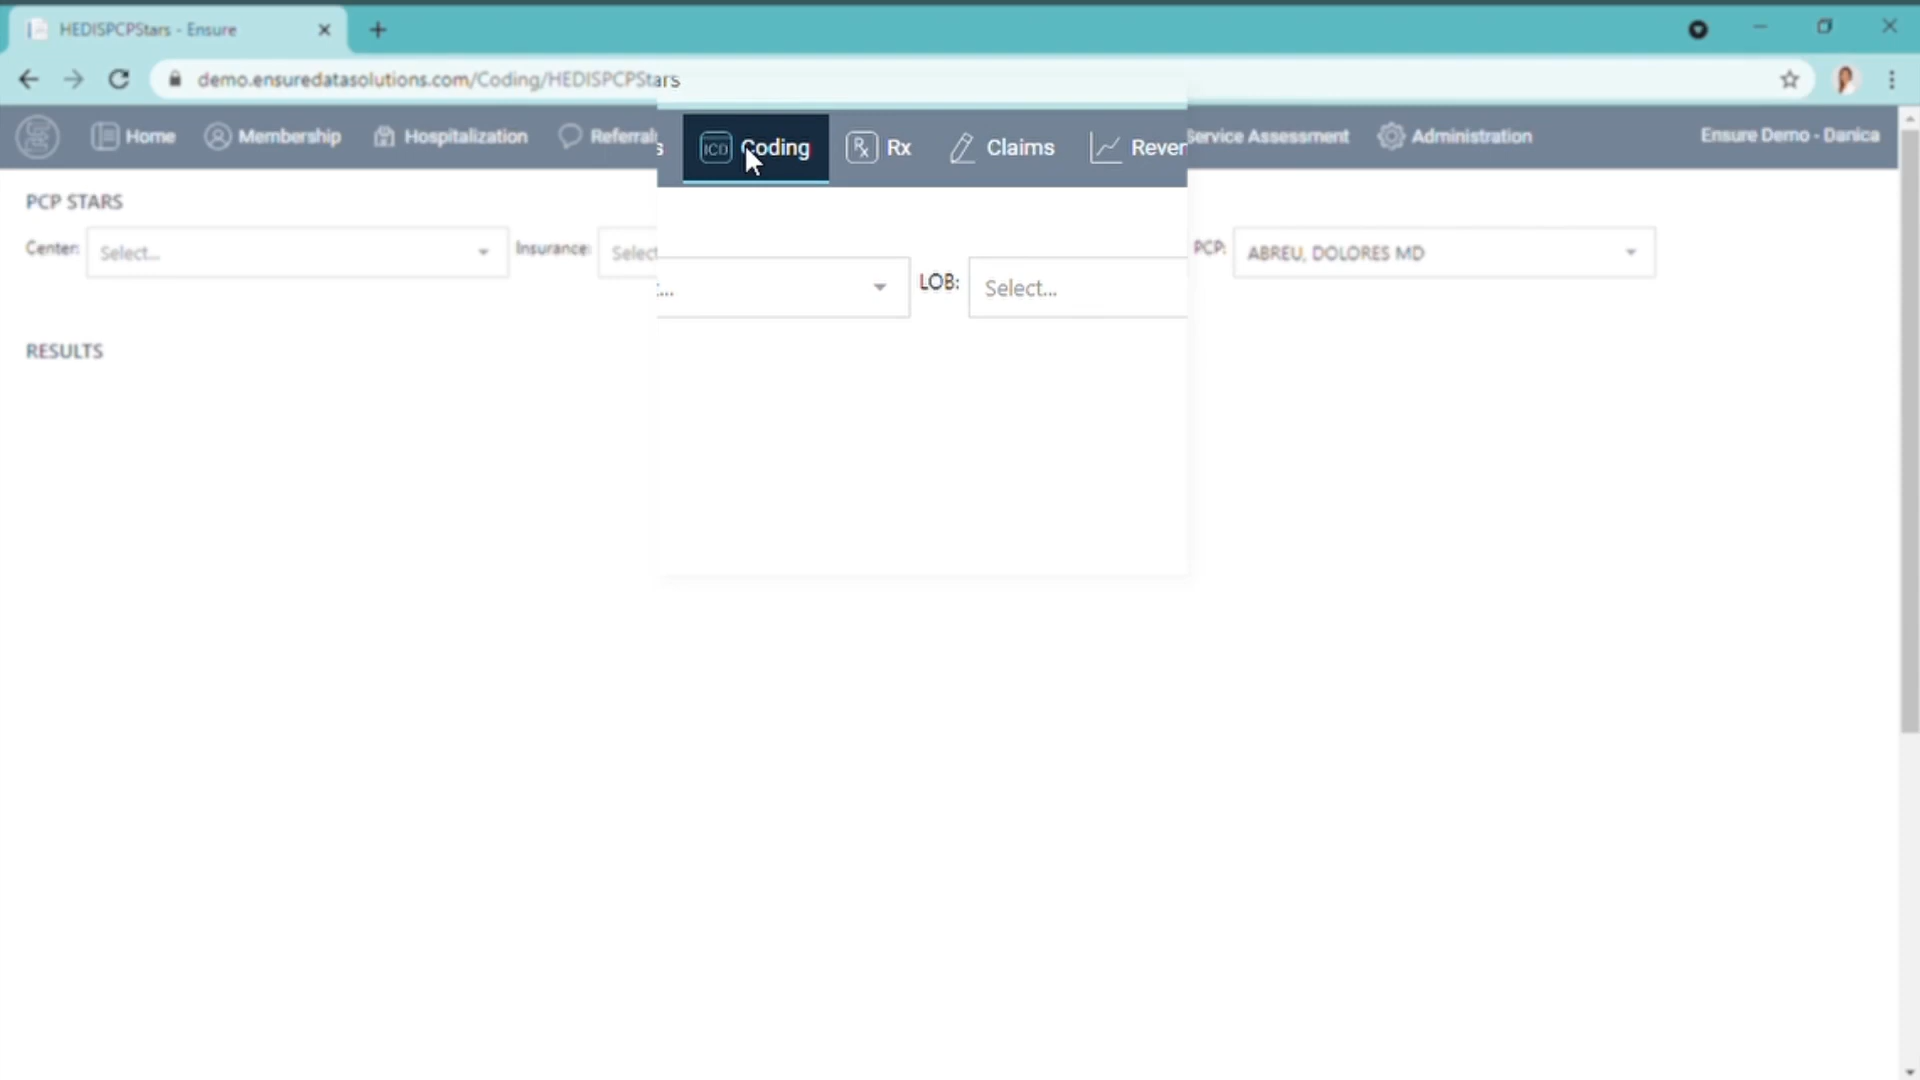 HEDISPCPStars - Ensure
demo.ensuredatasolutions.com/Coding/HEDISPCPStars
Home Membership Hospitalization Referrals ICD Coding Rx Claims Rever Service Assessment Administration Ensure Demo - Danica
PCP STARS
Center: Select... Insurance: Select ... LOB: Select... PCP: ABREU, DOLORES MD
RESULTS